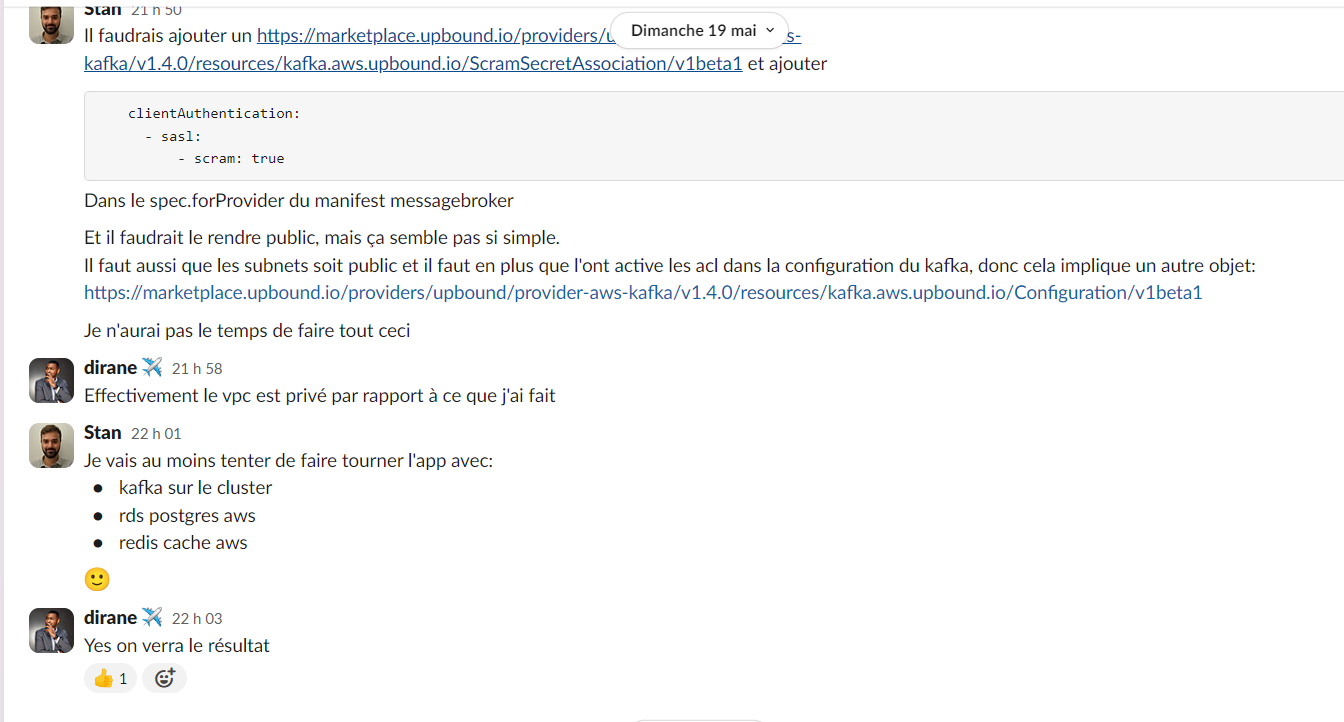 Stan 21 h 50
Dimanche 19 mai
Il faudrais ajouter un https://marketplace.upbound.io/providers/u s-
kafka/v1.4.0/resources/kafka.aws.upbound.io/ScramSecretAssociation/v1beta1 et ajouter
clientAuthentication:
- sasl:
- scram: true
Dans le spec.forProvider du manifest messagebroker
Et il faudrait le rendre public, mais ça semble pas si simple.
Il faut aussi que les subnets soit public et il faut en plus que l'ont active les acl dans la configuration du kafka, donc cela implique un autre objet:
https://marketplace.upbound.io/providers/upbound/provider-aws-kafka/v1.4.0/resources/kafka.aws.upbound.io/Configuration/v1beta1
Je n'aurai pas le temps de faire tout ceci
dirane 21 h 58
Effectivement le vpc est privé par rapport à ce que j'ai fait
Stan 22 h 01
Je vais au moins tenter de faire tourner l'app avec:
● kafka sur le cluster
● rds postgres aws
● redis cache aws
🙂
dirane 22 h 03
Yes on verra le résultat
👍 1